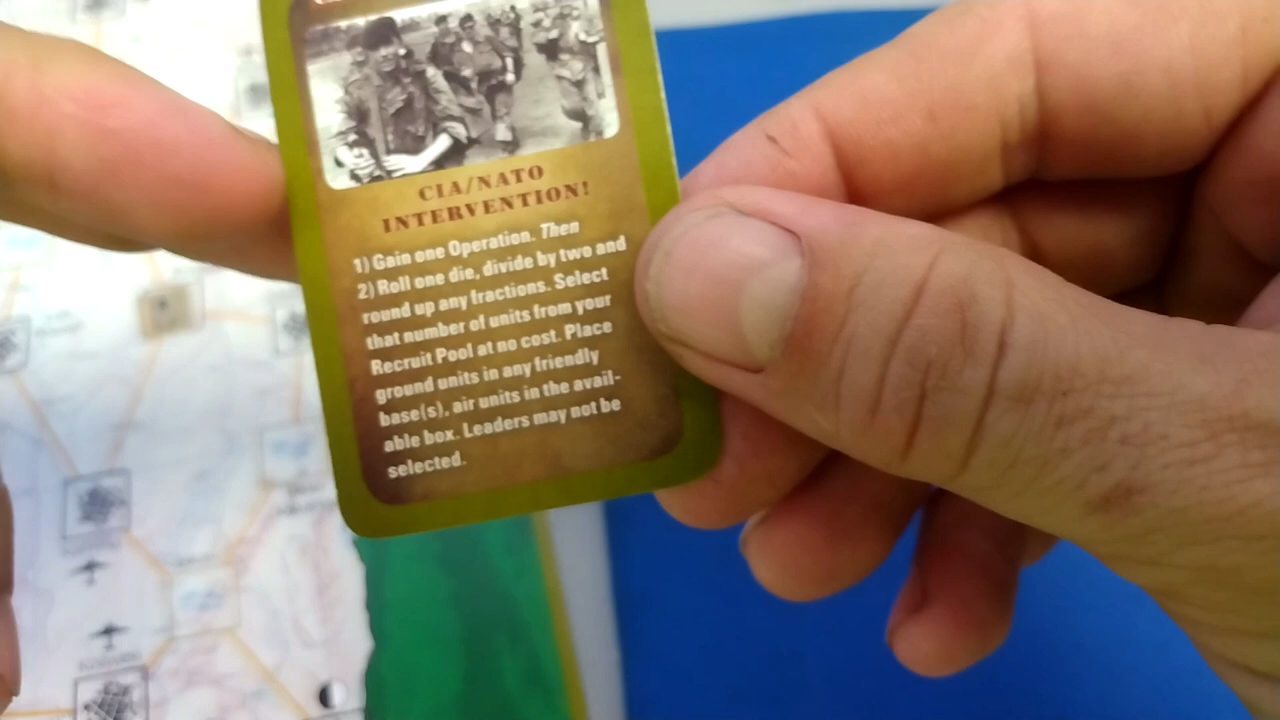 CIA/NATO
INTERVENTION!
1) Gain one Operation. Then
2) Roll one die, divide by two and
round up any fractions. Select
that number of units from your
Recruit Pool at no cost. Place
ground units in any friendly
base(s), air units in the avail-
able box. Leaders may not be
selected.